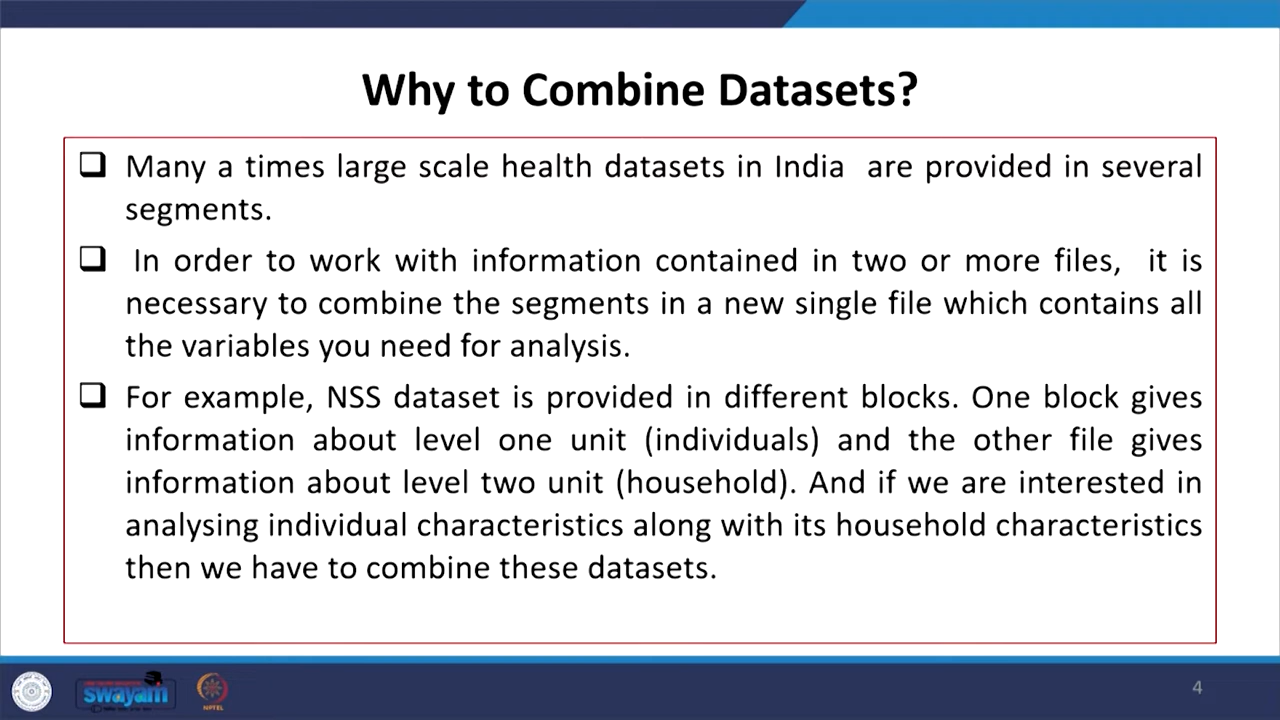 Why to Combine Datasets?
Many a times large scale health datasets in India are provided in several
segments.
In order to work with information contained in two or more files, it is
necessary to combine the segments in a new single file which contains all
the variables you need for analysis.
For example, NSS dataset is provided in different blocks. One block gives
information about level one unit (individuals) and the other file gives
information about level two unit (household). And if we are interested in
analysing individual characteristics along with its household characteristics
then we have to combine these datasets.
swayam
NPTEL
4